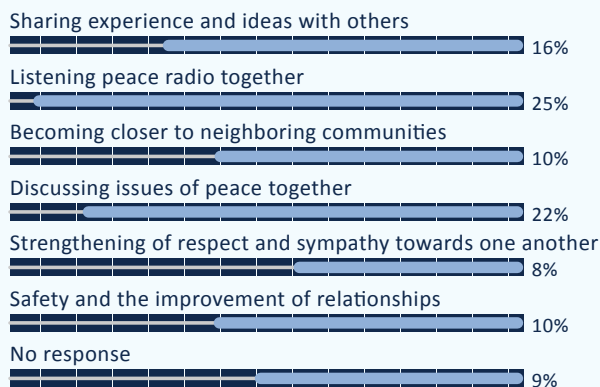 Sharing experience and ideas with others
16%
Listening peace radio together
25%
Becoming closer to neighboring communities
10%
Discussing issues of peace together
22%
Strengthening of respect and sympathy towards one another
8%
Safety and the improvement of relationships
10%
No response
9%